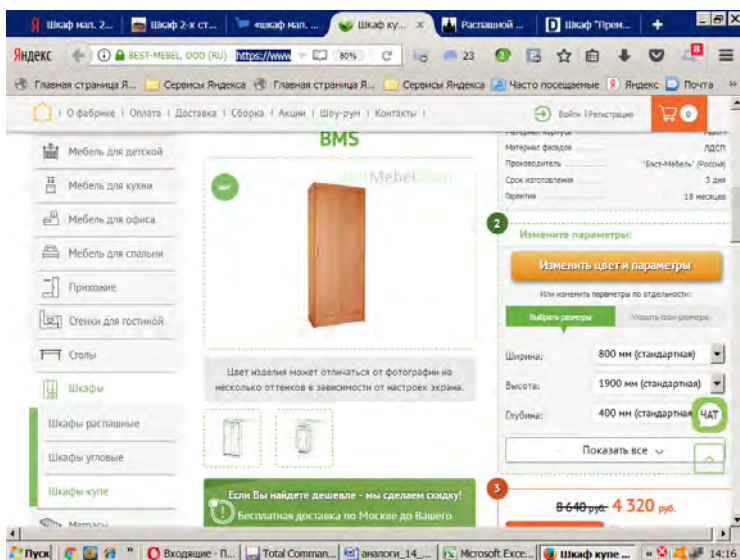 Шкаф мал. 2...
Шкаф 2-х ст...
«шкаф мал. ...
Шкаф ку...
Распашной ...
Шкаф "Прем...
Яндекс
BEST-MEBEL, ООО (RU)
https://www
80%
23
8
Главная страница Я...
Сервисы Яндекса
Главная страница Я...
Сервисы Яндекса
Часто посещаемые
Яндекс
Почта
О фабрике | Оплата | Доставка | Сборка | Акции | Шоу-рум | Контакты |
Войти | Регистрация
0
Мебель для детской
Мебель для кухни
Мебель для офиса
Мебель для спальни
Прихожие
Стенки для гостиной
Столы
Шкафы
Шкафы распашные
Шкафы угловые
Шкафы-купе
Матрасы
BMS
ХИТ
Цвет изделия может отличаться от фотографии на
несколько оттенков в зависимости от настроек экрана.
Если Вы найдете дешевле - мы сделаем скидку!
Бесплатная доставка по Москве до Вашего
Материал фасадов
ЛДСП
Производитель
"Бэст-Мебель" (Россия)
Срок изготовления
5 дня
Гарантия
18 месяцев
2
Измените параметры:
Изменить цвет и параметры
Или изменить параметры по отдельности:
Выбрать размеры
Указать свои размеры
Ширина:
800 мм (стандартная)
Высота:
1900 мм (стандартная)
Глубина:
400 мм (стандартная
ЧАТ
Показать все
3
8 640 руб. 4 320 руб.
Пуск
Входящие - П...
Total Comman...
аналоги_14_...
Microsoft Exce...
Шкаф купе ...
14:16